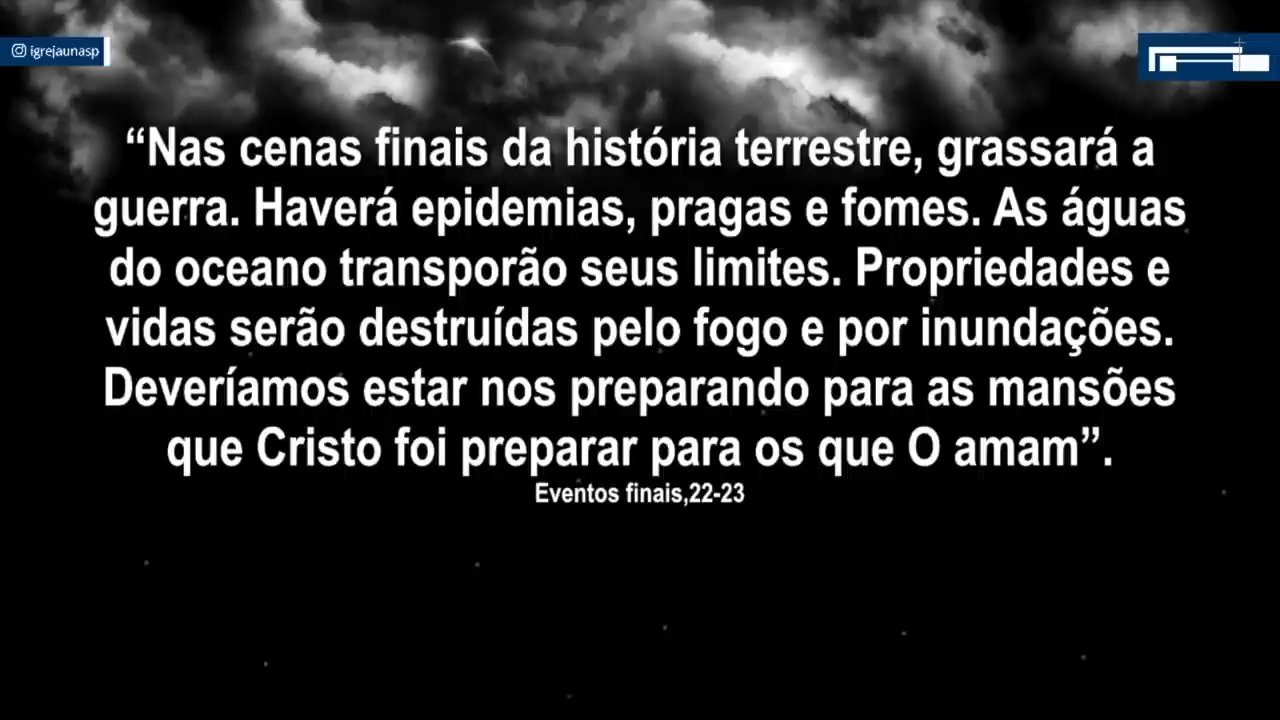 igrejaunasp
“Nas cenas finais da história terrestre, grassará a
guerra. Haverá epidemias, pragas e fomes. As águas
do oceano transporão seus limites. Propriedades e
vidas serão destruídas pelo fogo e por inundações.
Deveríamos estar nos preparando para as mansões
que Cristo foi preparar para os que O amam”.
Eventos finais,22-23